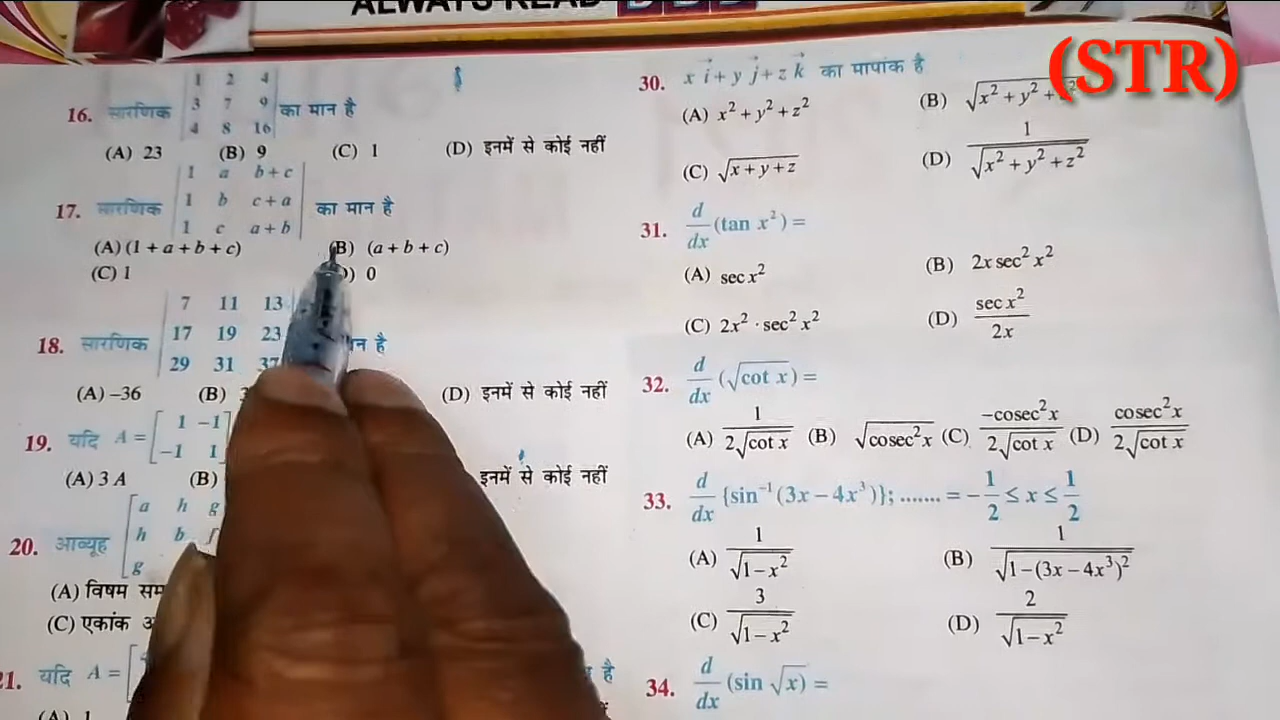 ALWAYS READ
(STR)
16. सारणिक | 1 2 4 |
| 3 7 9 | का मान है
| 4 8 16 |
(A) 23 (B) 9 (C) 1 (D) इनमें से कोई नहीं
17. सारणिक | 1 a b+c |
| 1 b c+a | का मान है
| 1 c a+b |
(A) (1 + a + b + c) (B) (a + b + c)
(C) 1 (D) 0
18. सारणिक | 7 11 13
17 19 23
29 31 37 है
(A) –36 (B) (D) इनमें से कोई नहीं
19. यदि A = [ 1 –1 ]
[ –1 1 ]
(A) 3 A (B) इनमें से कोई नहीं
20. आव्यूह [ a h g
h b f
g
(A) विषम
(C) एकांक
21. यदि A = [ है
(A) 1
30. x i⃗ + y j⃗ + z k⃗ का मापांक है
(A) x² + y² + z² (B) √(x² + y² + z²)
(C) √(x + y + z) (D) 1/√(x² + y² + z²)
31. d/dx (tan x²) =
(A) sec x² (B) 2x sec² x²
(C) 2x² · sec² x² (D) sec x²/2x
32. d/dx (√cot x) =
(A) 1/2√cot x (B) √cosec² x (C) –cosec² x/2√cot x (D) cosec² x/2√cot x
33. d/dx {sin⁻¹ (3x – 4x³)}; ....... = –1/2 ≤ x ≤ 1/2
(A) 1/√(1–x²) (B) 1/√(1–(3x – 4x³)²)
(C) 3/√(1–x²) (D) 2/√(1–x²)
34. d/dx (sin √x) =